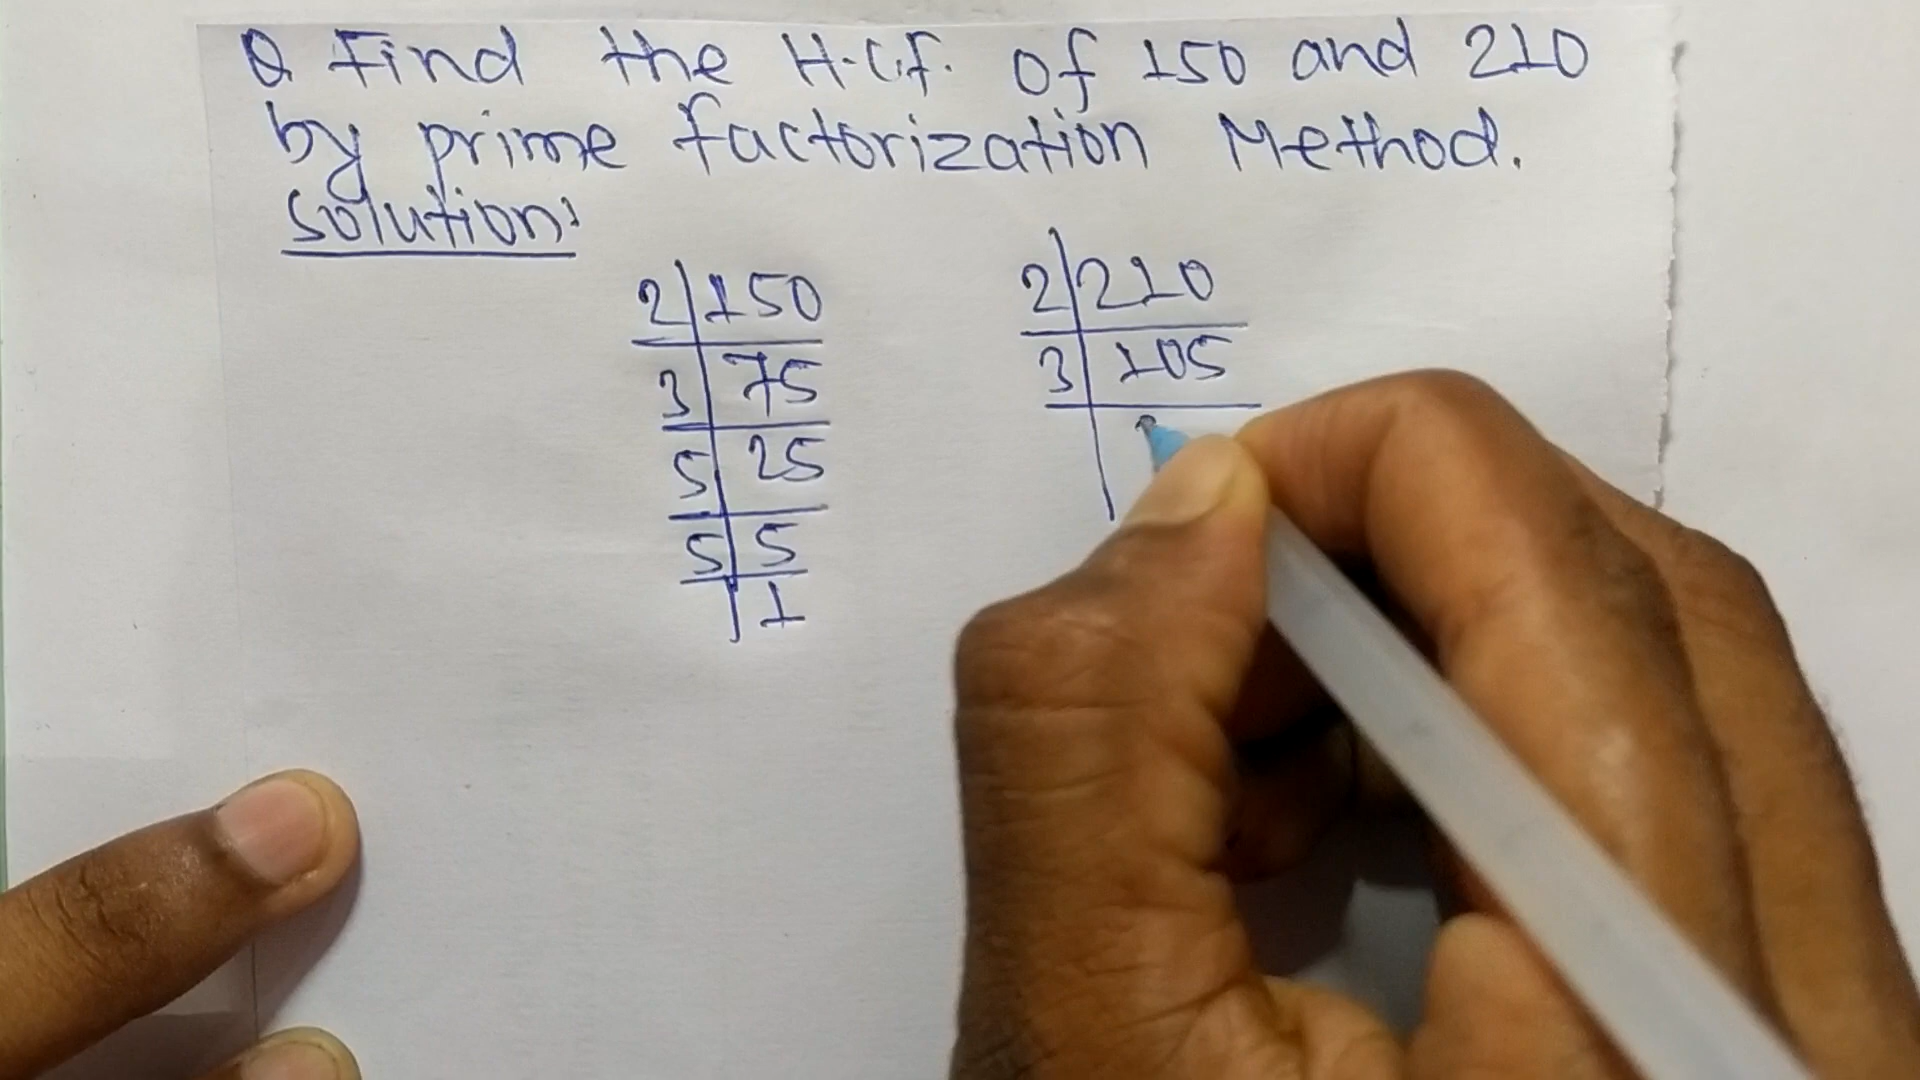 Q Find the H.C.F. of 150 and 210
by prime factorization Method.
Solution:
2 150
3 75
5 25
5 5
1
2 210
3 105